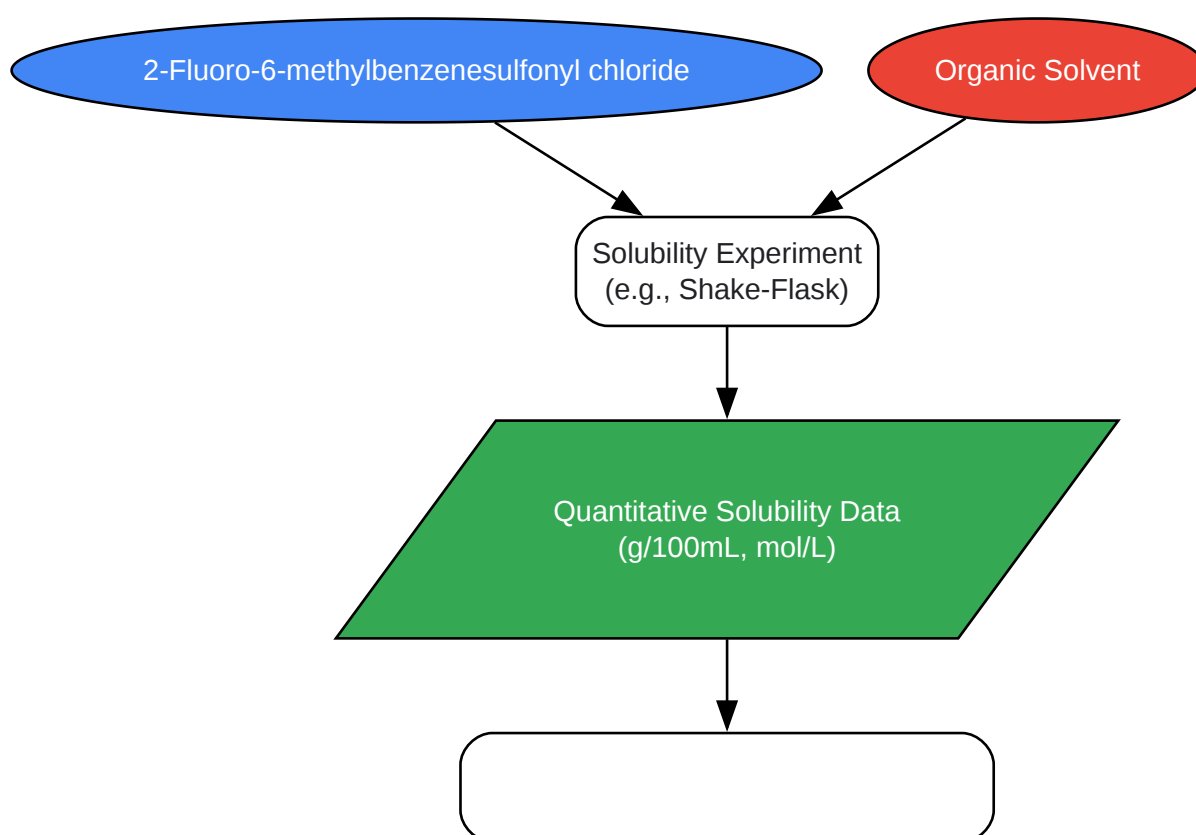 2-Fluoro-6-methylbenzenesulfonyl chloride
Organic Solvent
Solubility Experiment
(e.g., Shake-Flask)
Quantitative Solubility Data
(g/100mL, mol/L)